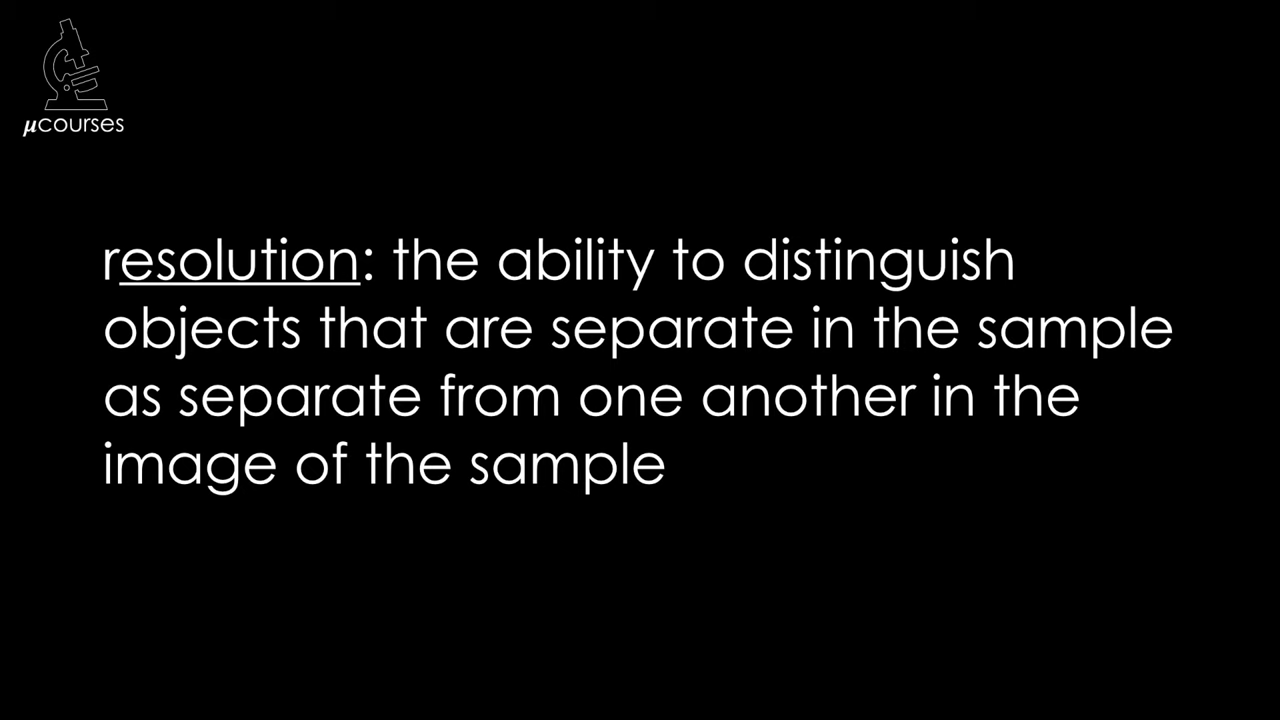 µcourses
resolution: the ability to distinguish
objects that are separate in the sample
as separate from one another in the
image of the sample